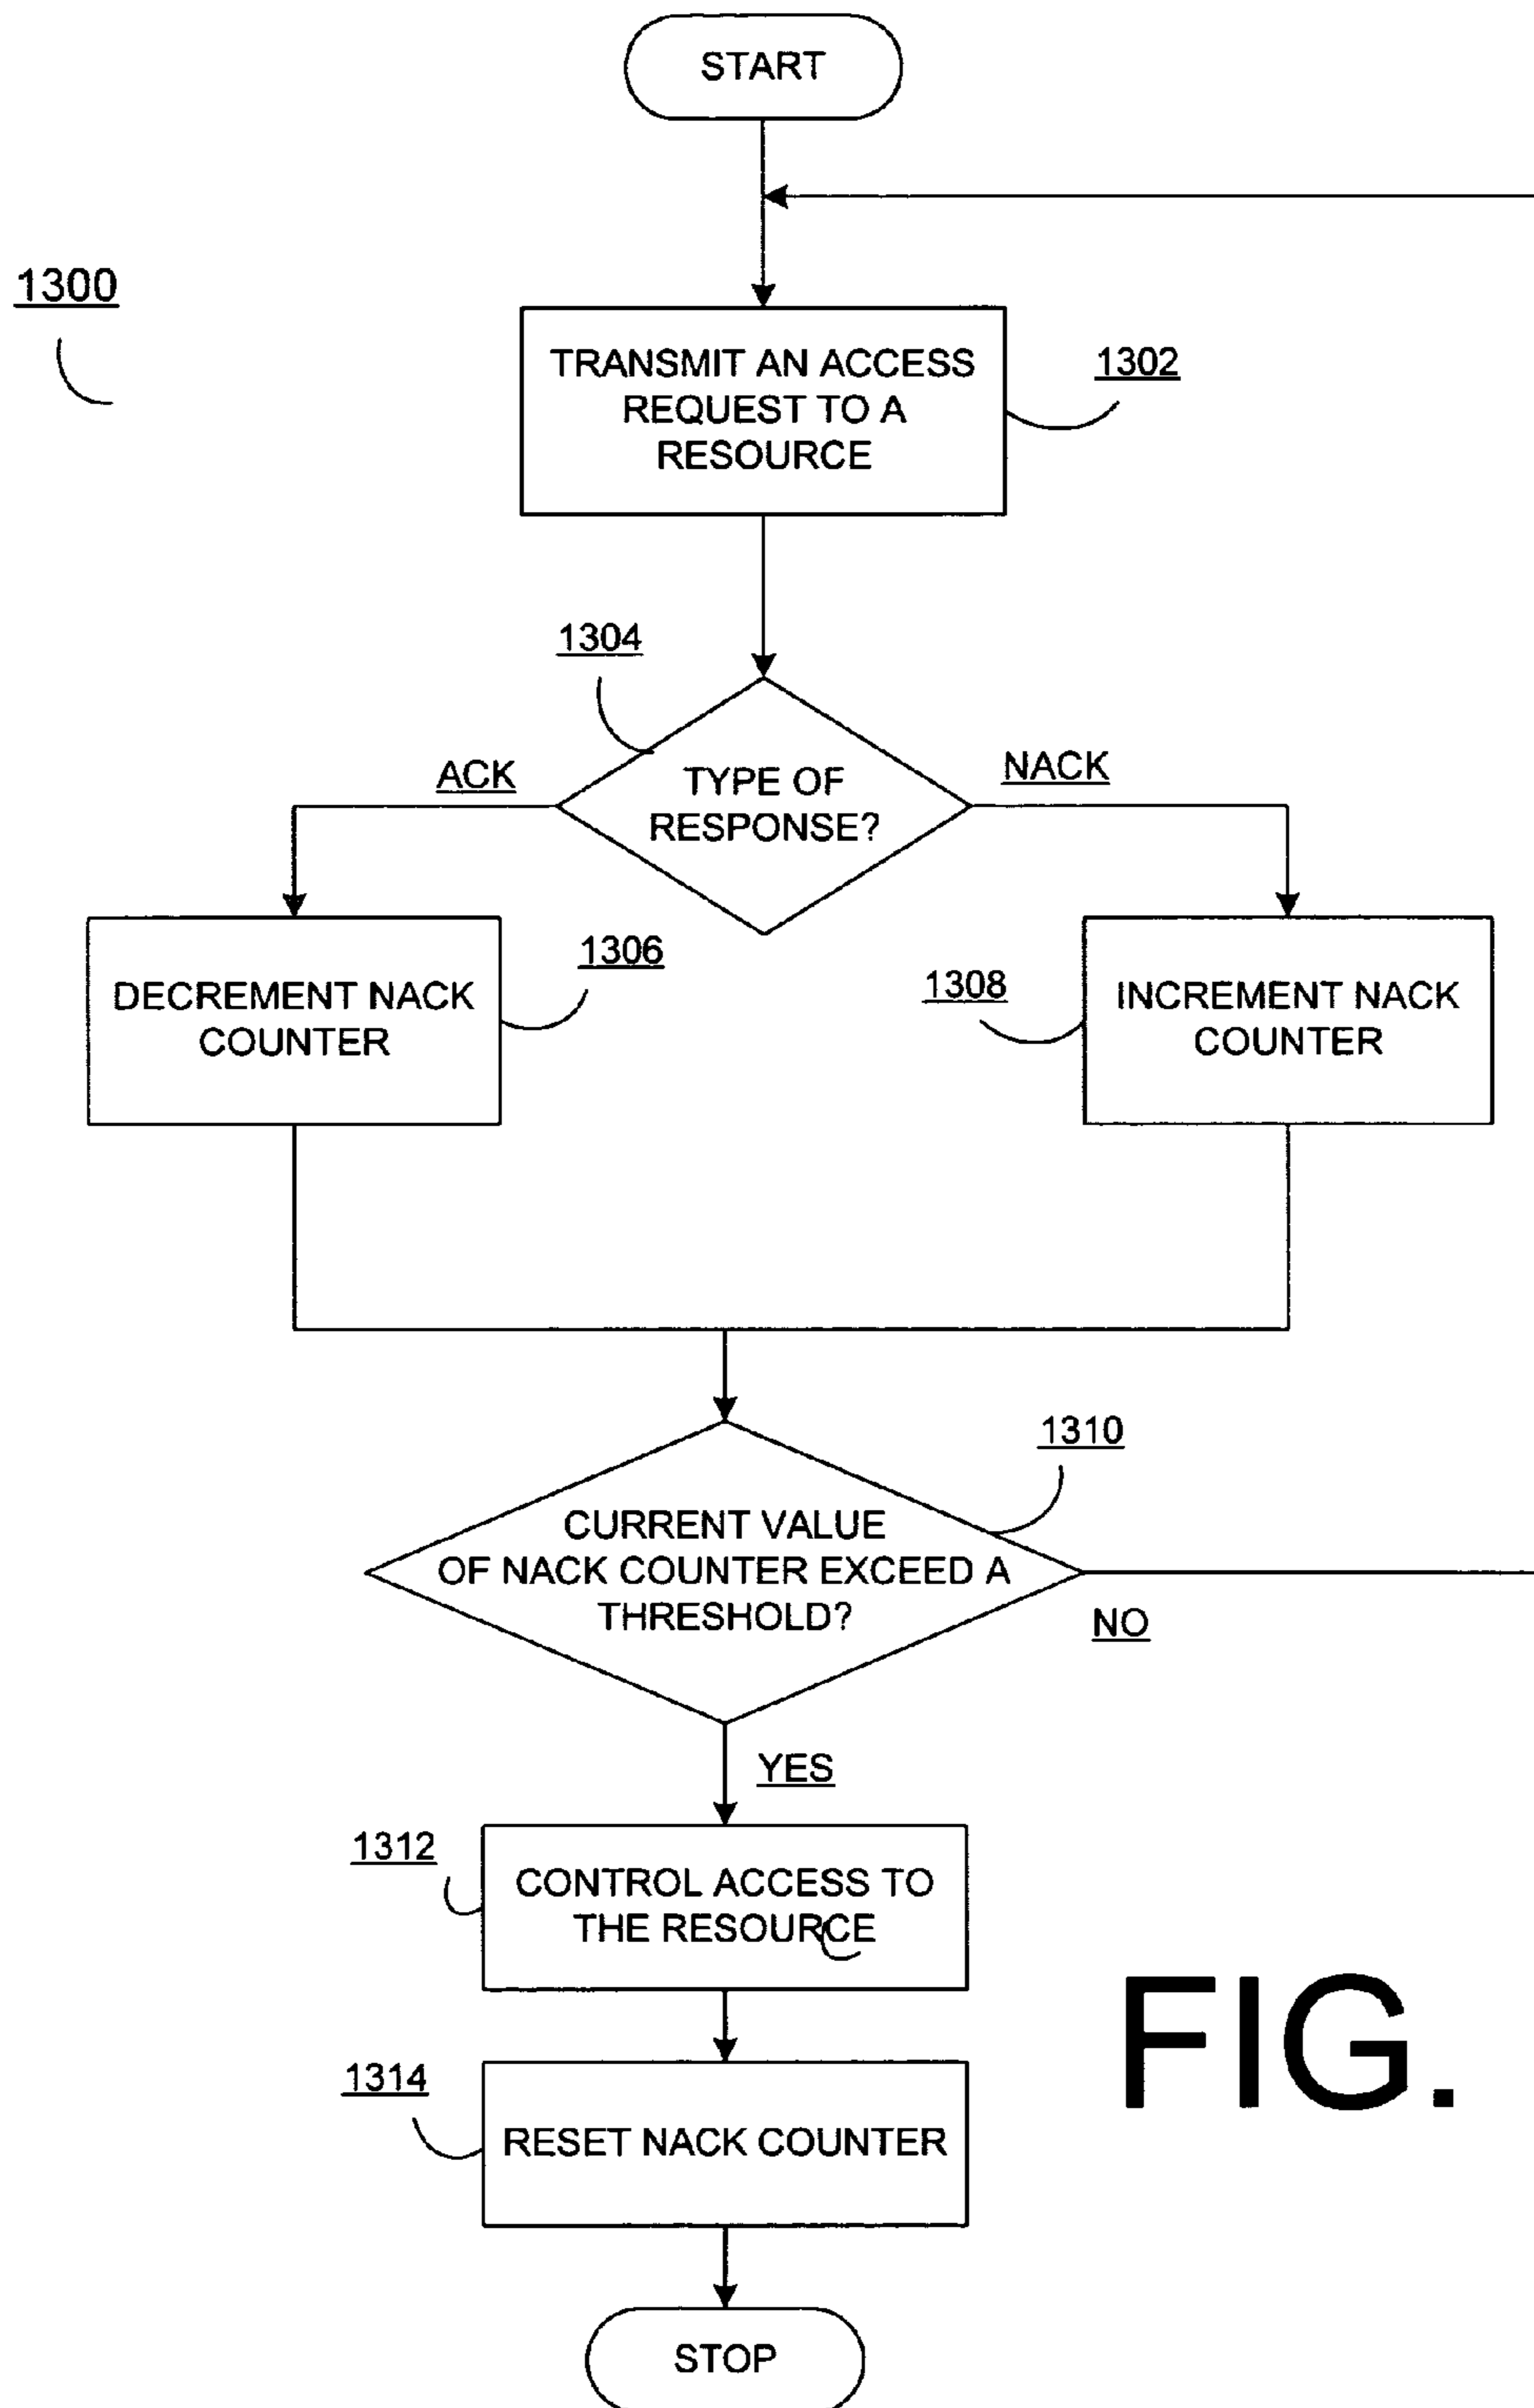 START
1300
TRANSMIT AN ACCESS
REQUEST TO A
RESOURCE
1302
1304
ACK
TYPE OF
RESPONSE?
NACK
DECREMENT NACK
COUNTER
1306
1308
INCREMENT NACK
COUNTER
1310
CURRENT VALUE
OF NACK COUNTER EXCEED A
THRESHOLD?
NO
YES
1312
CONTROL ACCESS TO
THE RESOURCE
1314
RESET NACK COUNTER
FIG.
STOP